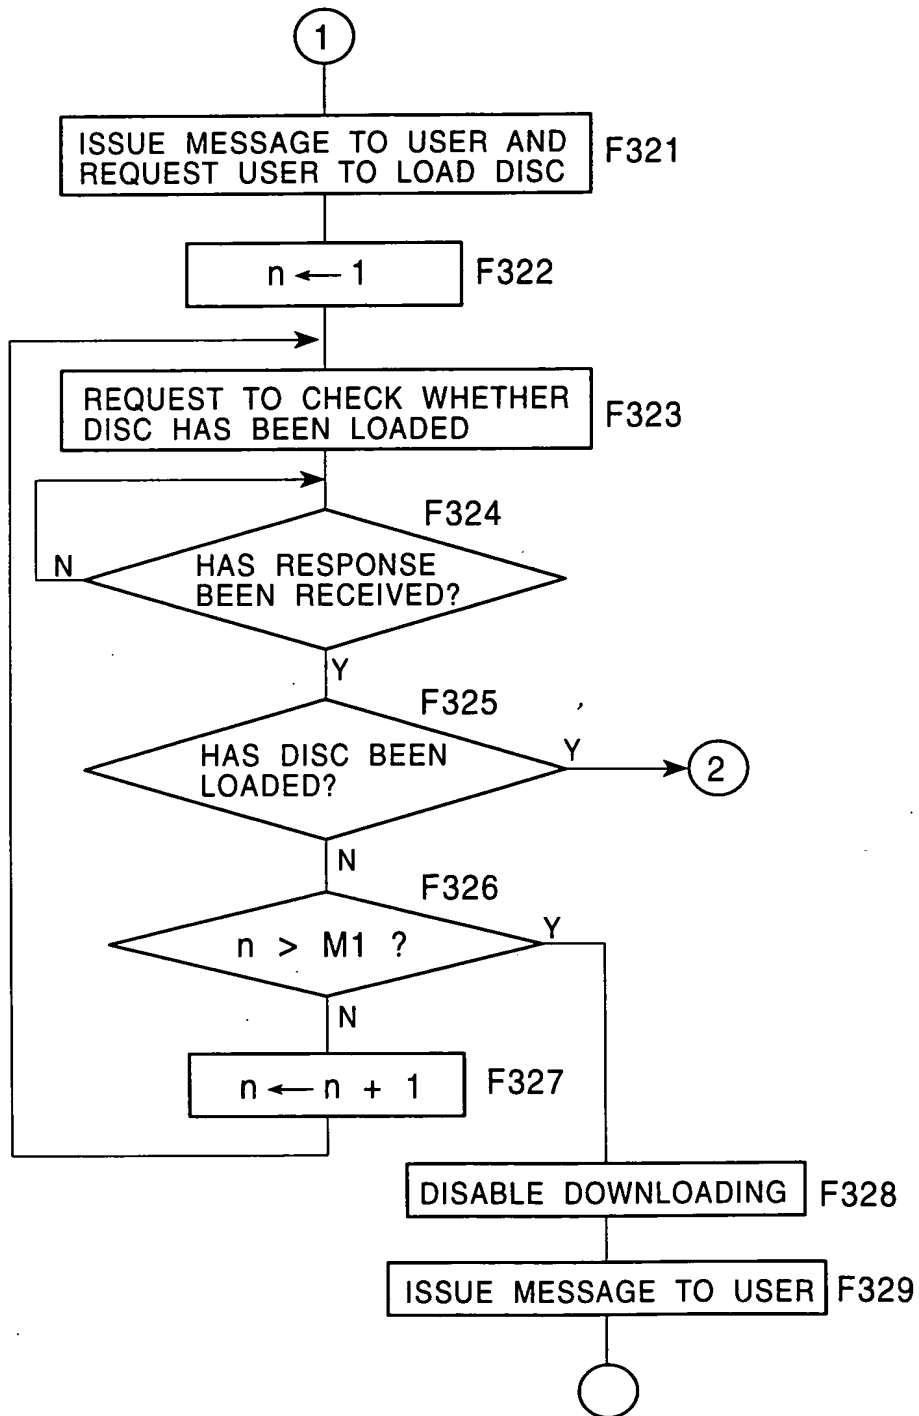 1
ISSUE MESSAGE TO USER AND
REQUEST USER TO LOAD DISC
F321
n ← 1
F322
REQUEST TO CHECK WHETHER
DISC HAS BEEN LOADED
F323
F324
N
HAS RESPONSE
BEEN RECEIVED?
Y
F325
HAS DISC BEEN
LOADED?
Y
2
N
F326
n > M1 ?
Y
N
n ← n + 1
F327
DISABLE DOWNLOADING
F328
ISSUE MESSAGE TO USER
F329